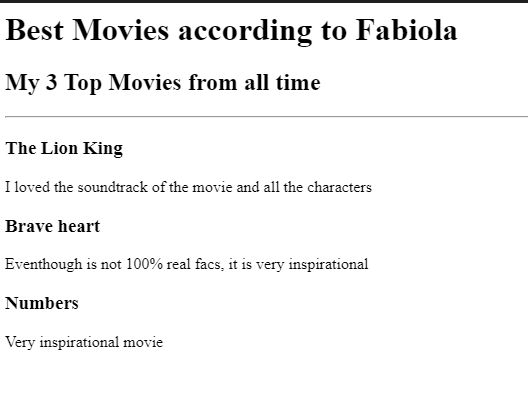 Best Movies according to Fabiola
My 3 Top Movies from all time
The Lion King
I loved the soundtrack of the movie and all the characters
Brave heart
Eventhough is not 100% real facs, it is very inspirational
Numbers
Very inspirational movie